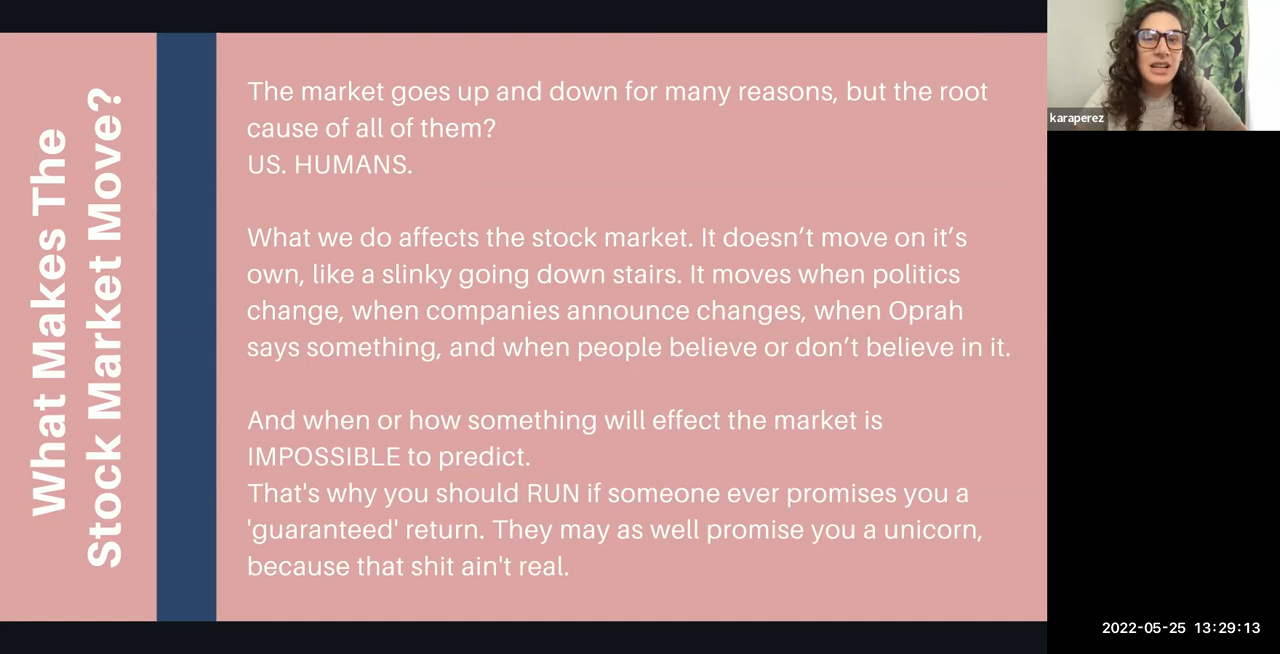 What Makes The
Stock Market Move?
The market goes up and down for many reasons, but the root
cause of all of them?
US. HUMANS.
What we do affects the stock market. It doesn’t move on it’s
own, like a slinky going down stairs. It moves when politics
change, when companies announce changes, when Oprah
says something, and when people believe or don’t believe in it.
And when or how something will effect the market is
IMPOSSIBLE to predict.
That's why you should RUN if someone ever promises you a
'guaranteed' return. They may as well promise you a unicorn,
because that shit ain't real.
karaperez
2022-05-25 13:29:13